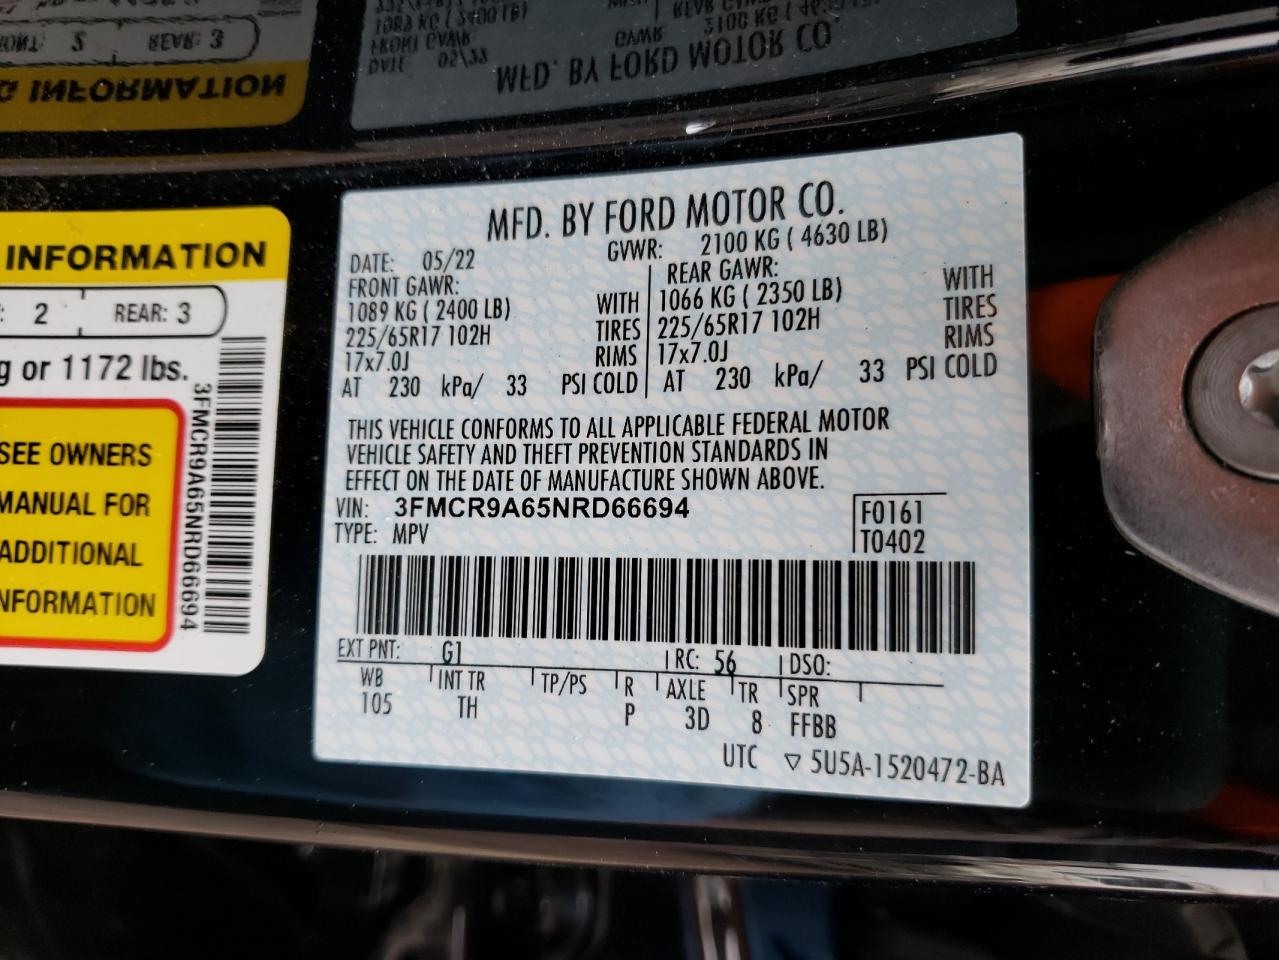 MFD. BY FORD MOTOR CO.
DATE: 05/22 GVWR: 2100 KG ( 4630 LB)
FRONT GAWR: REAR GAWR:
1089 KG ( 2400 LB) WITH 1066 KG ( 2350 LB) WITH
225/65R17 102H TIRES 225/65R17 102H TIRES
17x7.0J RIMS 17x7.0J RIMS
AT 230 kPa/ 33 PSI COLD AT 230 kPa/ 33 PSI COLD
THIS VEHICLE CONFORMS TO ALL APPLICABLE FEDERAL MOTOR
VEHICLE SAFETY AND THEFT PREVENTION STANDARDS IN
EFFECT ON THE DATE OF MANUFACTURE SHOWN ABOVE.
VIN: 3FMCR9A65NRD66694 F0161
TYPE: MPV T0402
EXT PNT: G1 RC: 56 DSO:
WB INT TR TP/PS R AXLE TR SPR
105 TH P 3D 8 FFBB
UTC ▽ 5U5A-1520472-BA
INFORMATION
: 2 REAR: 3
g or 1172 lbs.
SEE OWNERS
MANUAL FOR
ADDITIONAL
INFORMATION
3FMCR9A65NRD66694
MFD. BY FORD MOTOR CO.
INFORMATION
REAR: 3